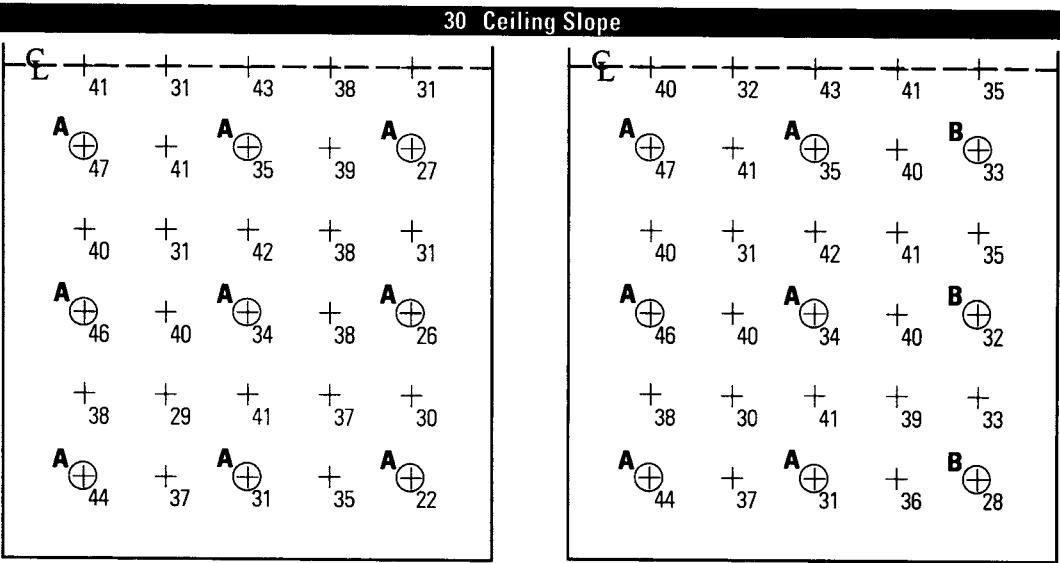 30 Ceiling Slope
℄
41 31 43 38 31
A A A
47 41 35 39 27
40 31 42 38 31
A A A
46 40 34 38 26
38 29 41 37 30
A A A
44 37 31 35 22
℄
40 32 43 41 35
A A B
47 41 35 40 33
40 31 42 41 35
A A B
46 40 34 40 32
38 30 41 39 33
A A B
44 37 31 36 28